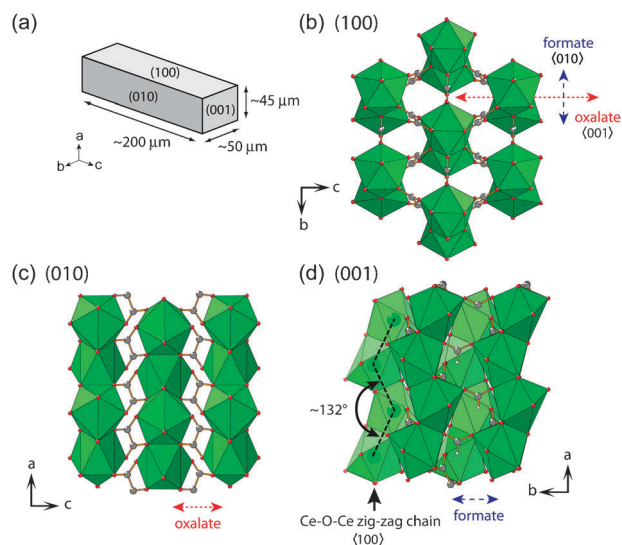 (a)
(100)
(010)
(001)
~45 μm
~200 μm
~50 μm
a
b
c
(b) (100)
formate
⟨010⟩
oxalate
⟨001⟩
c
b
(c) (010)
a
c
oxalate
(d) (001)
~132°
Ce-O-Ce zig-zag chain
⟨100⟩
formate
a
b